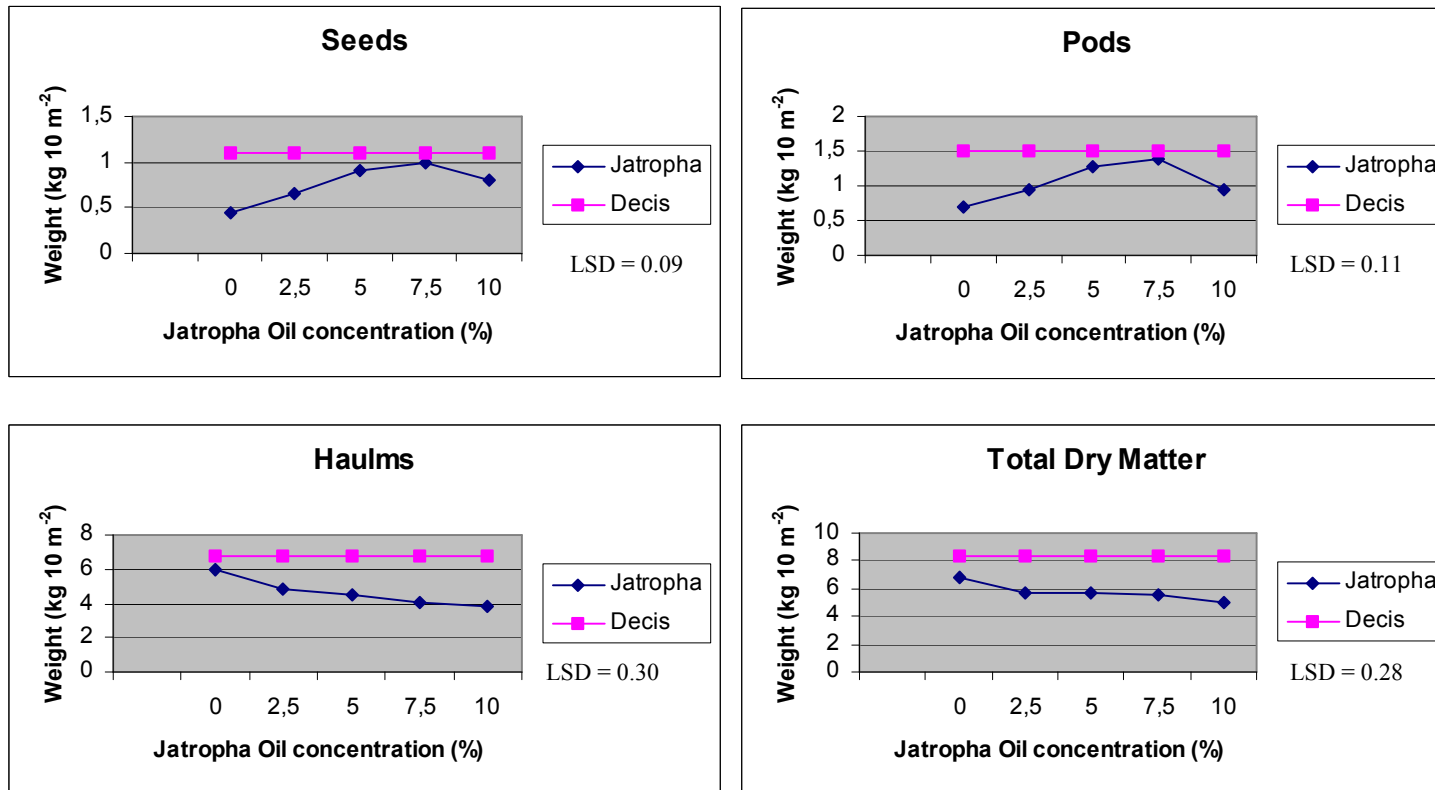 Seeds
Weight (kg 10 m⁻²)
1,5
1
0,5
0
0 2,5 5 7,5 10
Jatropha Oil concentration (%)
Jatropha
Decis
LSD = 0.09
Pods
Weight (kg 10 m⁻²)
2
1.5
1
0,5
0
0 2,5 5 7,5 10
Jatropha Oil concentration (%)
Jatropha
Decis
LSD = 0.11
Haulms
Weight (kg 10 m⁻²)
8
6
4
2
0
0 2,5 5 7,5 10
Jatropha Oil concentration (%)
Jatropha
Decis
LSD = 0.30
Total Dry Matter
Weight (kg 10 m⁻²)
10
8
6
4
2
0
0 2,5 5 7,5 10
Jatropha Oil concentration (%)
Jatropha
Decis
LSD = 0.28